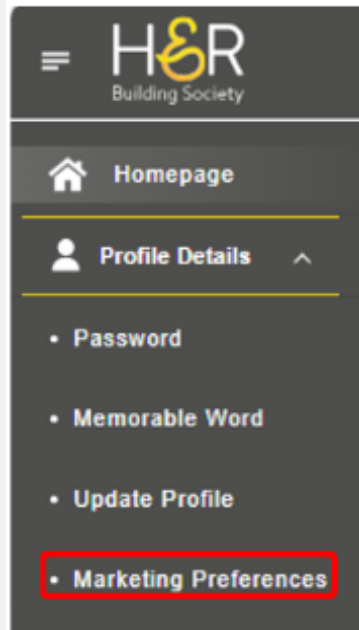 H&R
Building Society
Homepage
Profile Details
• Password
• Memorable Word
• Update Profile
• Marketing Preferences